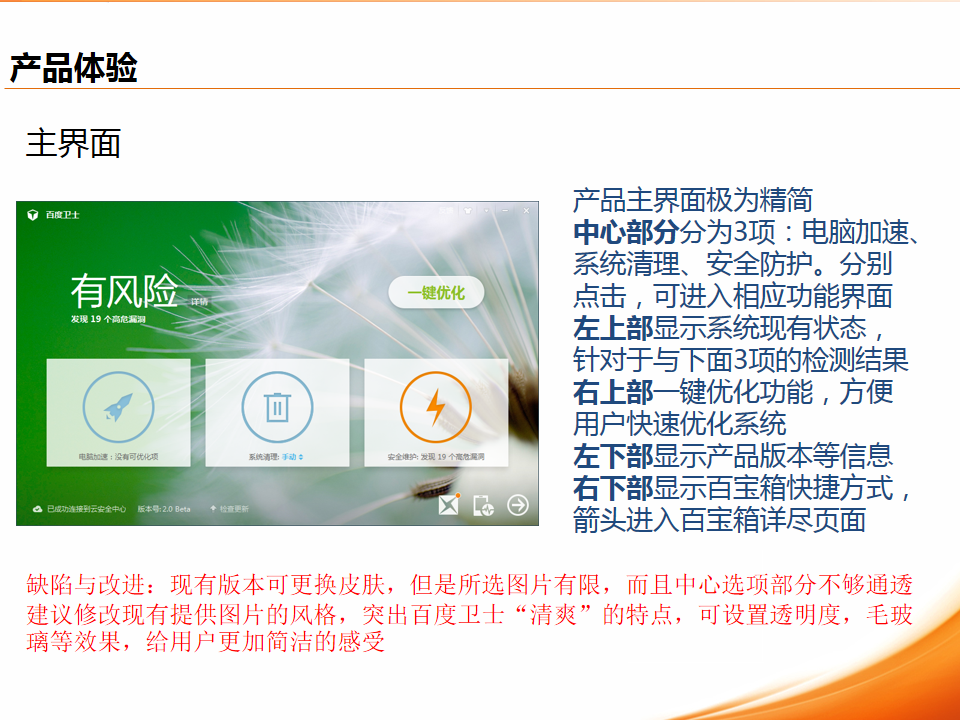 产品体验
主界面
百度卫士
有风险 详情
发现 19 个高危漏洞
一键优化
电脑加速：没有可优化项
系统清理: 手动
安全维护: 发现 19 个高危漏洞
已成功连接到云安全中心 版本号:2.0 Beta 检查更新
产品主界面极为精简
中心部分分为3项：电脑加速、
系统清理、安全防护。分别
点击，可进入相应功能界面
左上部显示系统现有状态，
针对于与下面3项的检测结果
右上部一键优化功能，方便
用户快速优化系统
左下部显示产品版本等信息
右下部显示百宝箱快捷方式，
箭头进入百宝箱详尽页面
缺陷与改进：现有版本可更换皮肤，但是所选图片有限，而且中心选项部分不够通透
建议修改现有提供图片的风格，突出百度卫士“清爽”的特点，可设置透明度，毛玻
璃等效果，给用户更加简洁的感受